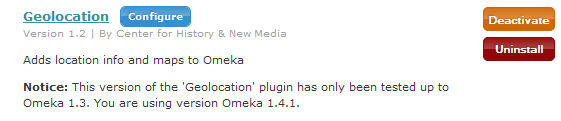 Geolocation Configure Deactivate
Version 1.2 | By Center for History & New Media
Uninstall
Adds location info and maps to Omeka
Notice: This version of the 'Geolocation' plugin has only been tested up to
Omeka 1.3. You are using version Omeka 1.4.1.